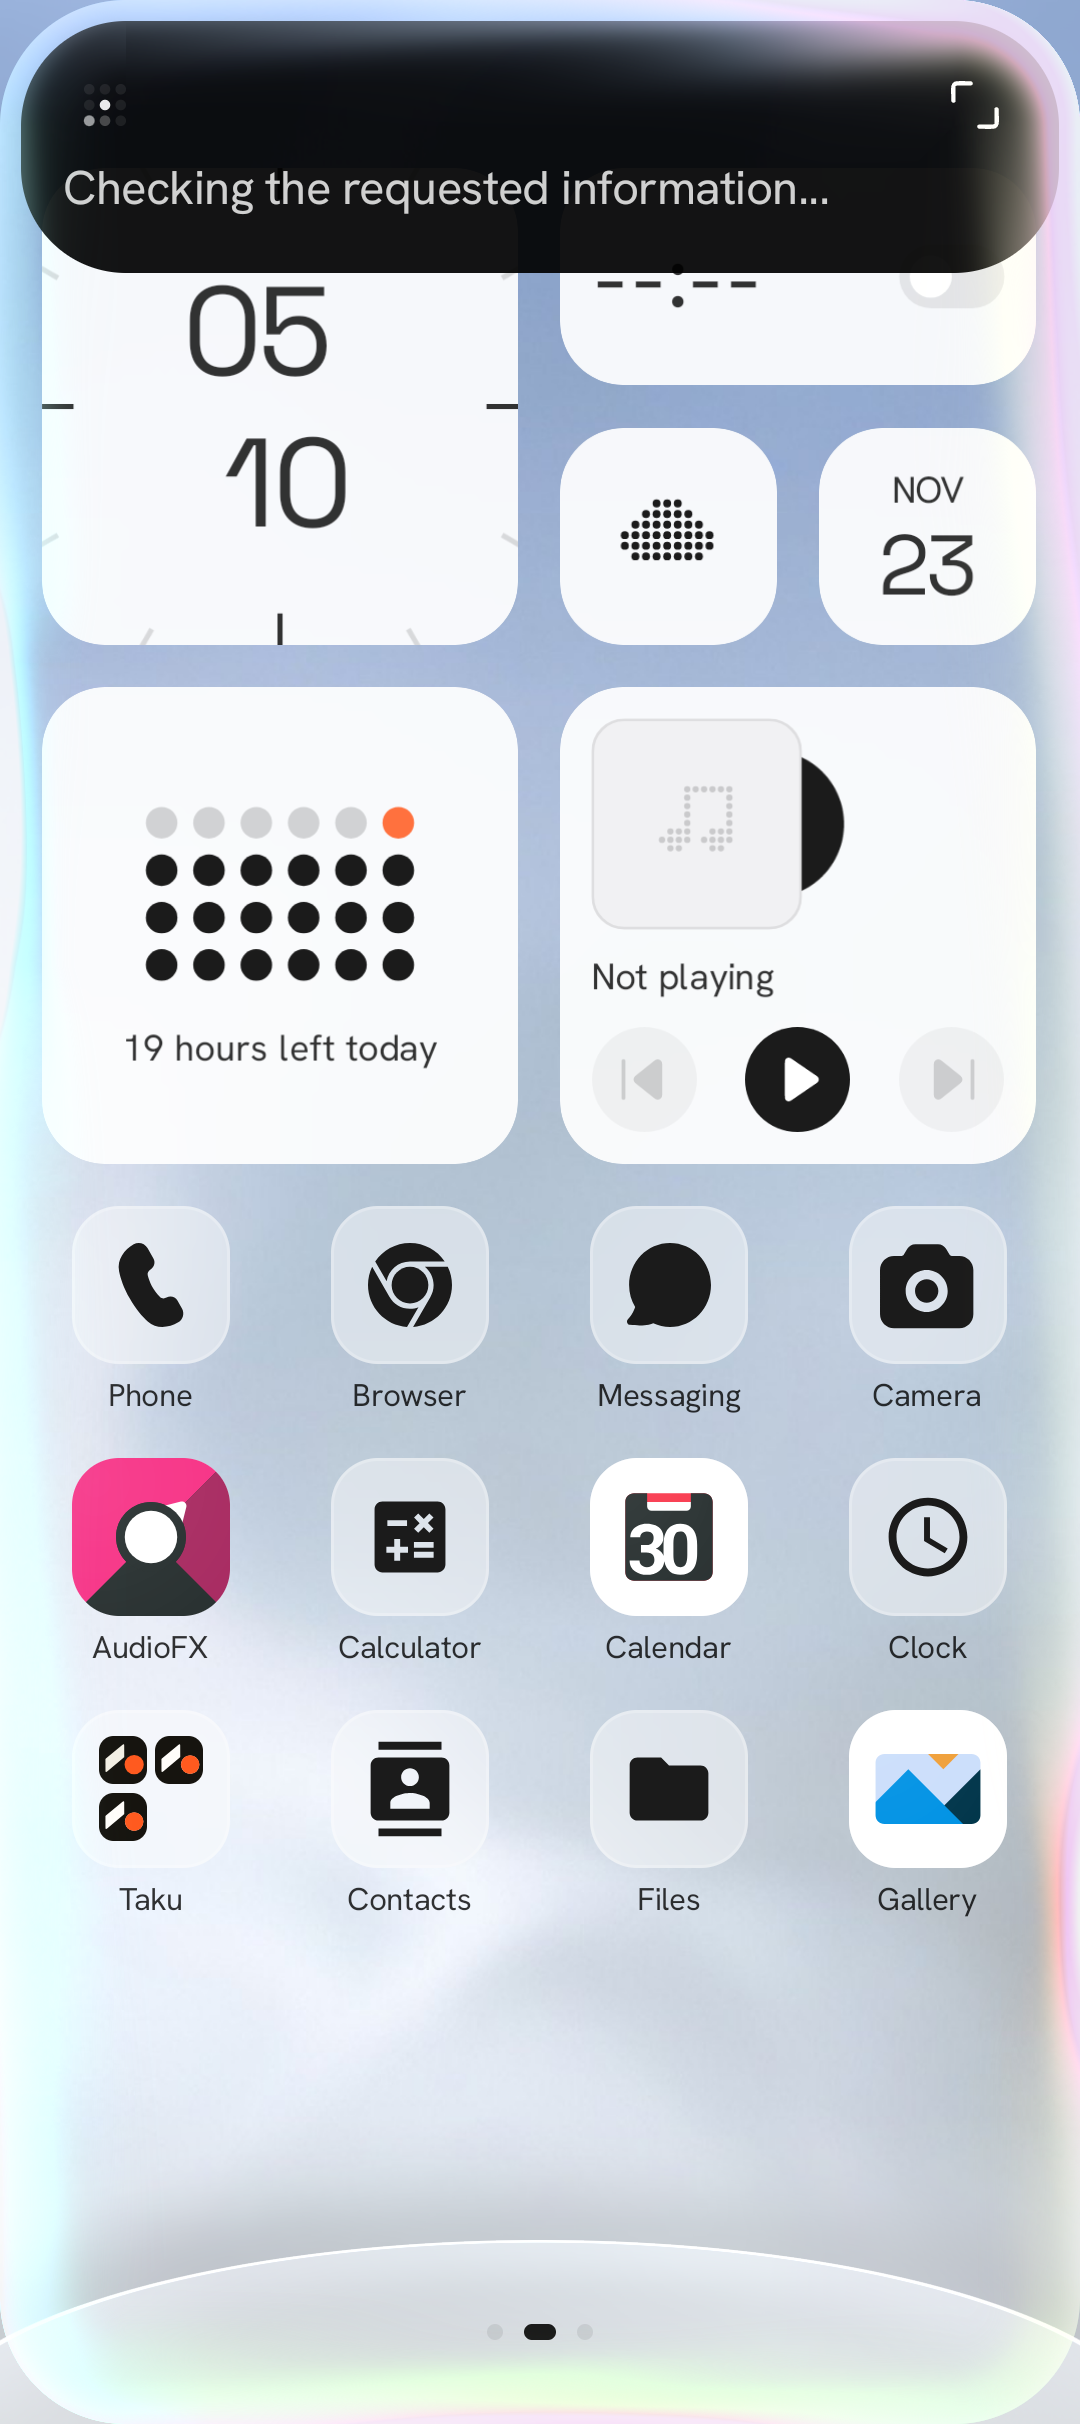 Checking the requested information...
05
10
NOV
23
19 hours left today
Not playing
Phone
Browser
Messaging
Camera
AudioFX
Calculator
30
Calendar
Clock
Taku
Contacts
Files
Gallery